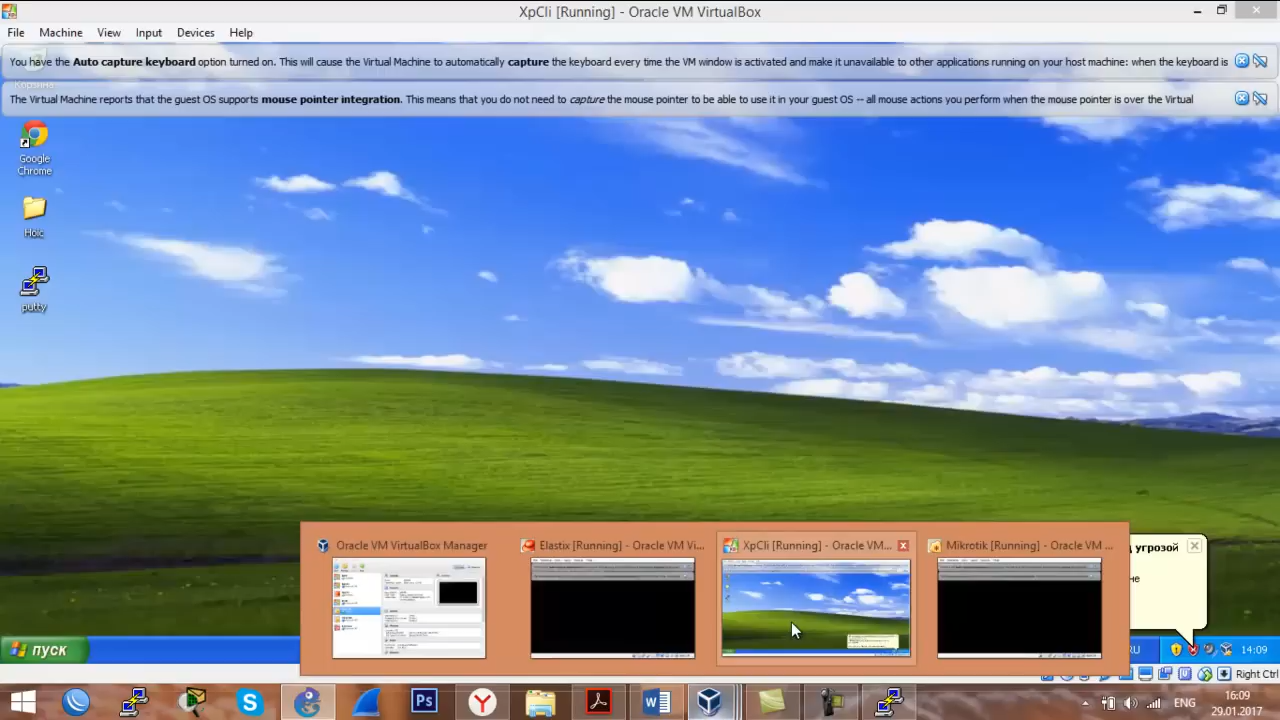 XpCli [Running] - Oracle VM VirtualBox
File Machine View Input Devices Help
You have the Auto capture keyboard option turned on. This will cause the Virtual Machine to automatically capture the keyboard every time the VM window is activated and make it unavailable to other applications running on your host machine: when the keyboard is
Корзина
The Virtual Machine reports that the guest OS supports mouse pointer integration. This means that you do not need to capture the mouse pointer to be able to use it in your guest OS -- all mouse actions you perform when the mouse pointer is over the Virtual
Google
Chrome
Hoic
putty
Oracle VM VirtualBox Manager
Elastix [Running] - Oracle VM Vi...
XpCli [Running] - Oracle VM...
Mikrotik [Running] - Oracle VM ...
угрозой
пуск
14:09
Right Ctrl
16:09
ENG
29.01.2017